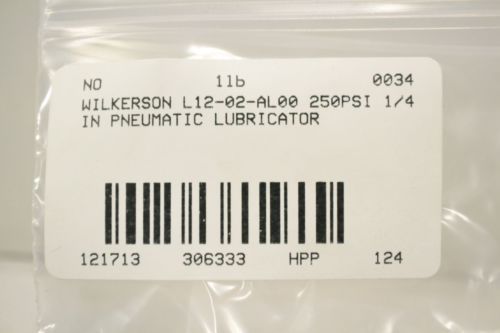 NO 1lb 0034
WILKERSON L12-02-AL00 250PSI 1/4
IN PNEUMATIC LUBRICATOR
121713 306333 HPP 124